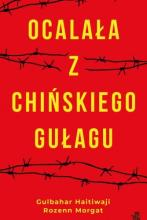 OCALAŁA
Z
CHIŃSKIEGO
GUŁAGU
Gulbahar Haitiwaji
Rozenn Morgat